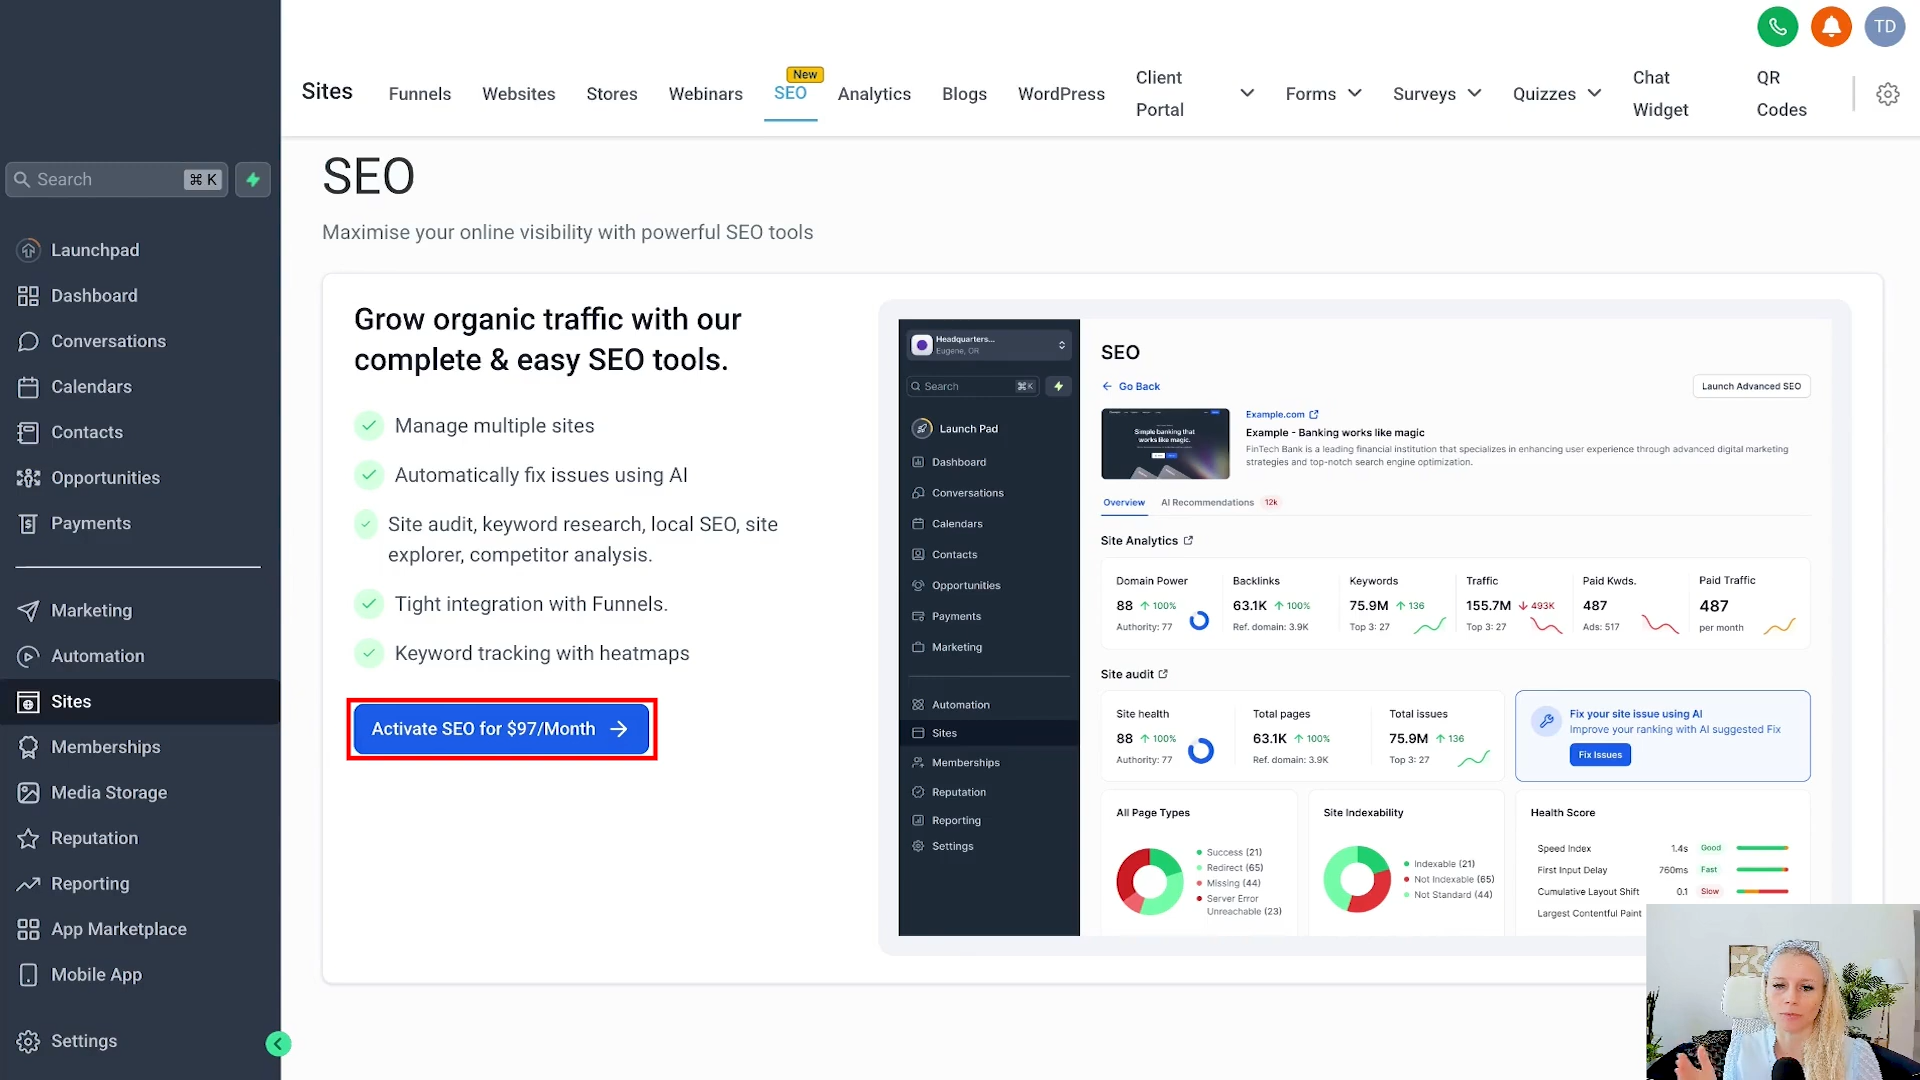 TD
Sites
Funnels
Websites
Stores
Webinars
New
SEO
Analytics
Blogs
WordPress
Client
Portal
Forms
Surveys
Quizzes
Chat
Widget
QR
Codes
Search
⌘ K
Launchpad
Dashboard
Conversations
Calendars
Contacts
Opportunities
Payments
Marketing
Automation
Sites
Memberships
Media Storage
Reputation
Reporting
App Marketplace
Mobile App
Settings
SEO
Maximise your online visibility with powerful SEO tools
Grow organic traffic with our
complete & easy SEO tools.
Manage multiple sites
Automatically fix issues using AI
Site audit, keyword research, local SEO, site
explorer, competitor analysis.
Tight integration with Funnels.
Keyword tracking with heatmaps
Activate SEO for $97/Month
Headquarters...
Eugene, OR
Search
⌘K
Launch Pad
Dashboard
Conversations
Calendars
Contacts
Opportunities
Payments
Marketing
Automation
Sites
Memberships
Reputation
Reporting
Settings
SEO
Go Back
Launch Advanced SEO
Simple banking that
works like magic.
Example.com
Example - Banking works like magic
FinTech Bank is a leading financial institution that specializes in enhancing user experience through advanced digital marketing
strategies and top-notch search engine optimization.
Overview
AI Recommendations 12k
Site Analytics
Domain Power
88 100%
Authority: 77
Backlinks
63.1K 100%
Ref. domain: 3.9K
Keywords
75.9M 136
Top 3: 27
Traffic
155.7M 493K
Top 3: 27
Paid Kwds.
487
Ads: 517
Paid Traffic
487
per month
Site audit
Site health
88 100%
Authority: 77
Total pages
63.1K 100%
Ref. domain: 3.9K
Total issues
75.9M 136
Top 3: 27
Fix your site issue using AI
Improve your ranking with AI suggested Fix
Fix Issues
All Page Types
Success (21)
Redirect (65)
Missing (44)
Server Error
Unreachable (23)
Site Indexability
Indexable (21)
Not Indexable (65)
Not Standard (44)
Health Score
Speed Index 1.4s Good
First Input Delay 760ms Fast
Cumulative Layout Shift 0.1 Slow
Largest Contentful Paint